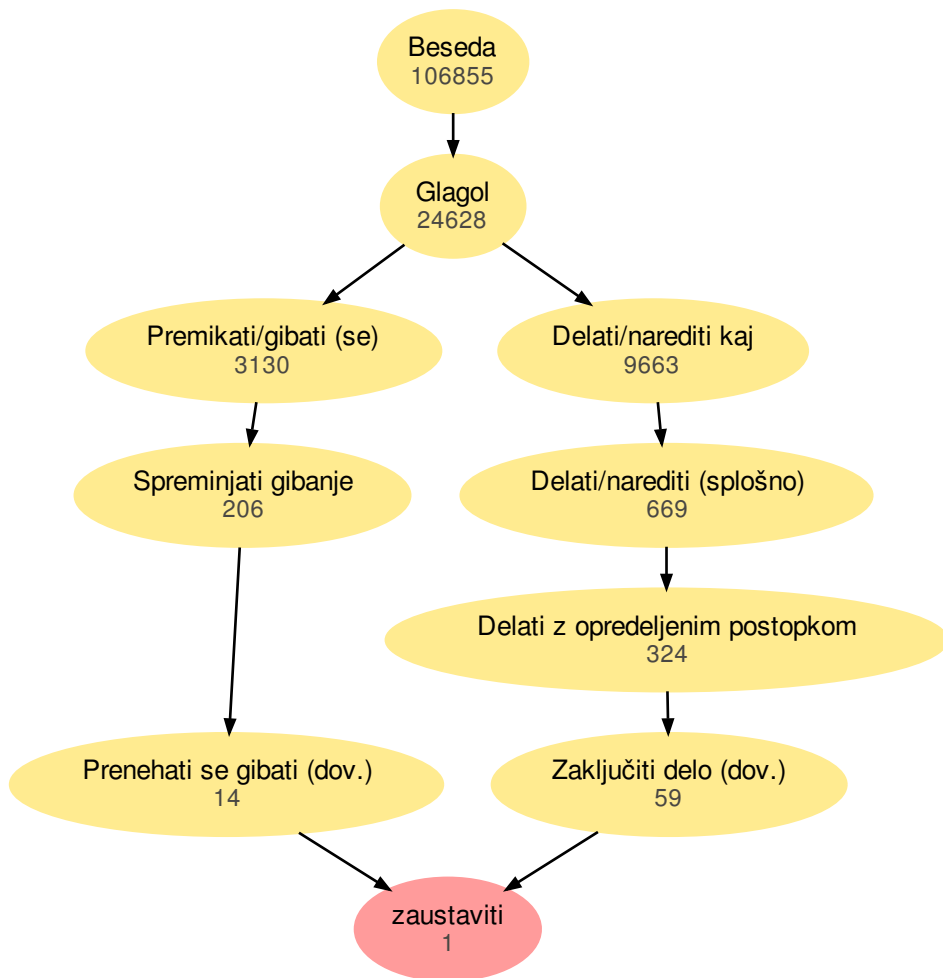 Beseda
106855
Glagol
24628
Premikati/gibati (se)
3130
Delati/narediti kaj
9663
Spreminjati gibanje
206
Delati/narediti (splošno)
669
Delati z opredeljenim postopkom
324
Prenehati se gibati (dov.)
14
Zaključiti delo (dov.)
59
zaustaviti
1